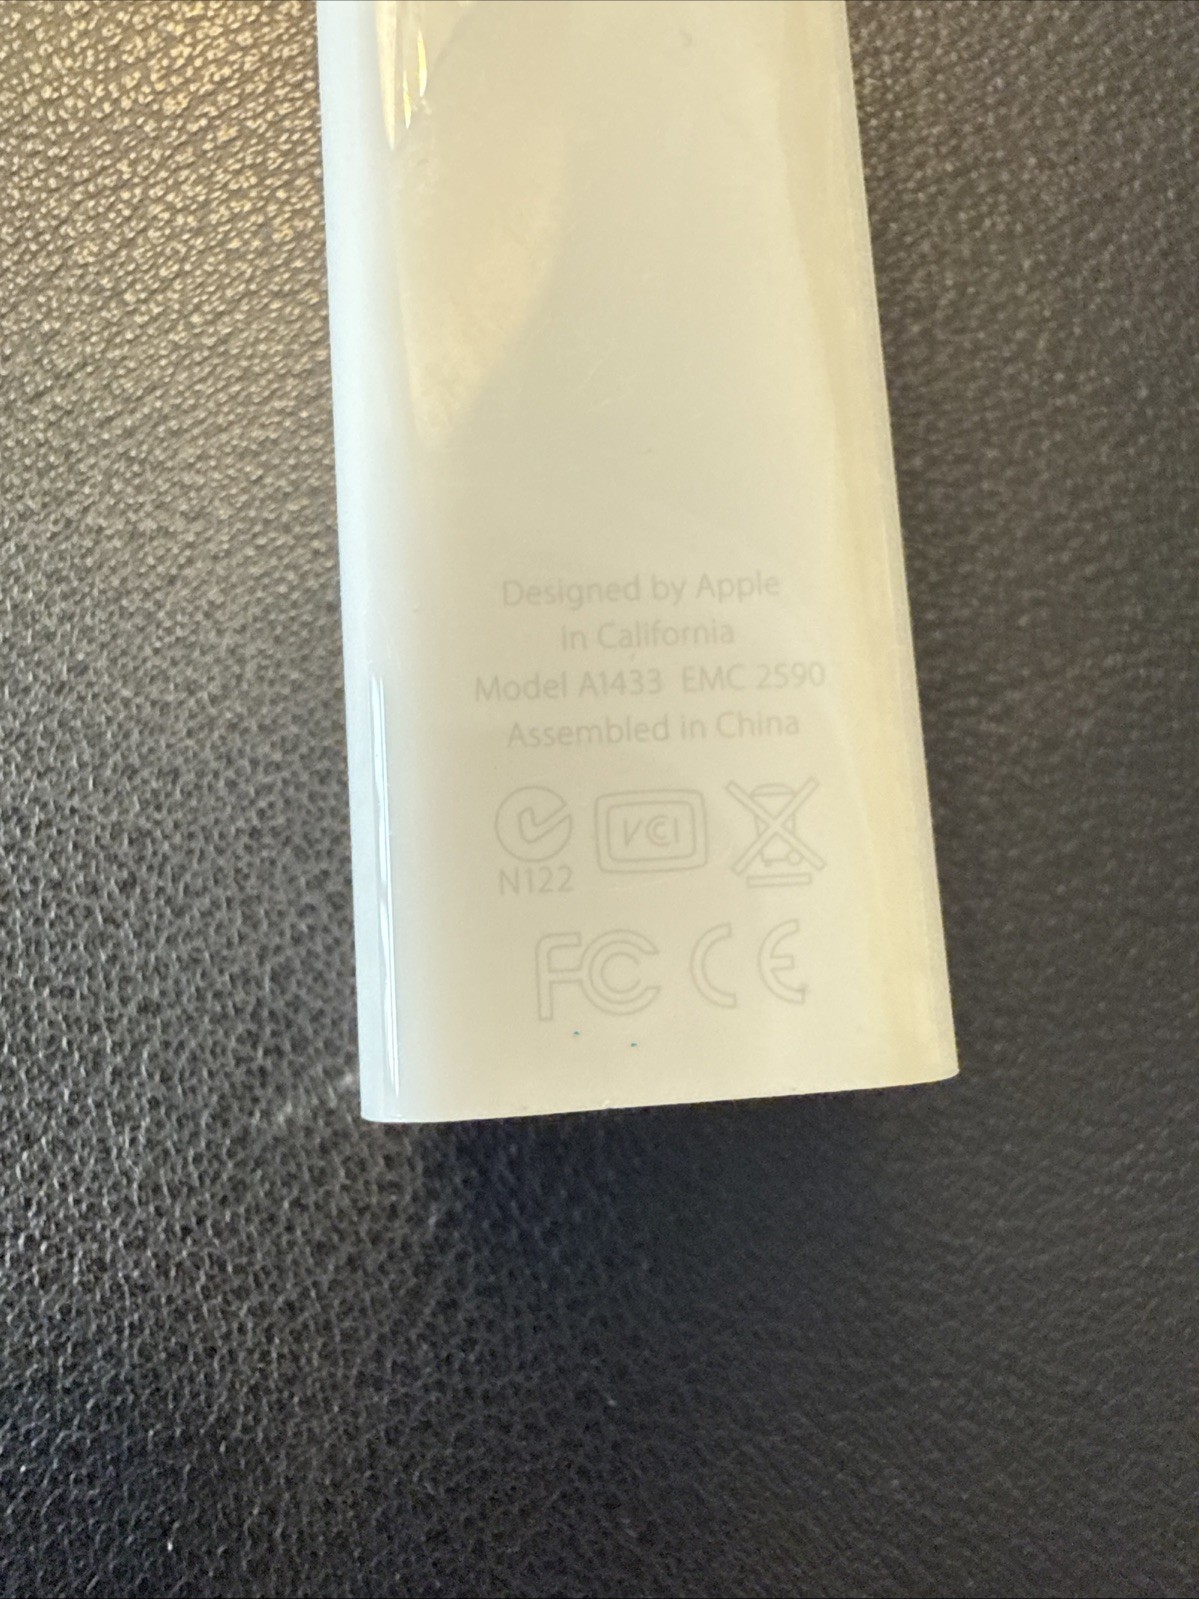 Designed by Apple
in California
Model A1433 EMC 2590
Assembled in China
VCI
N122
FC CE